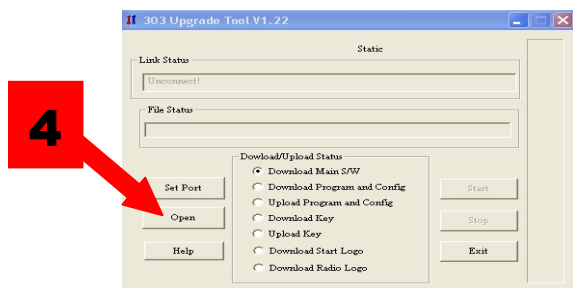 303 Upgrade Tool V1.22
Static
Link Status
Unconnect!
File Status
4
Dowload/Upload Status
Download Main S/W
Set Port
Download Program and Config
Start
Upload Program and Config
Open
Download Key
Stop
Upload Key
Help
Download Start Logo
Exit
Download Radio Logo